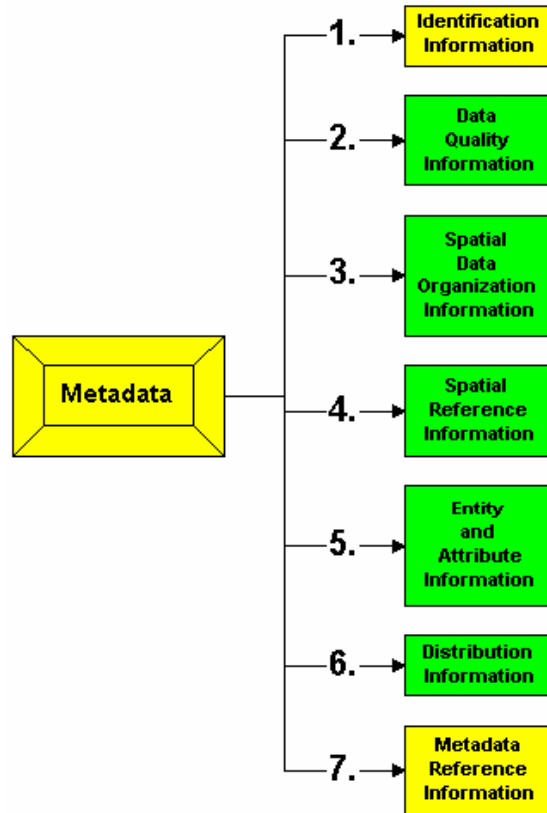 1.
Identification
Information
2.
Data
Quality
Information
3.
Spatial
Data
Organization
Information
Metadata
4.
Spatial
Reference
Information
5.
Entity
and
Attribute
Information
6.
Distribution
Information
7.
Metadata
Reference
Information